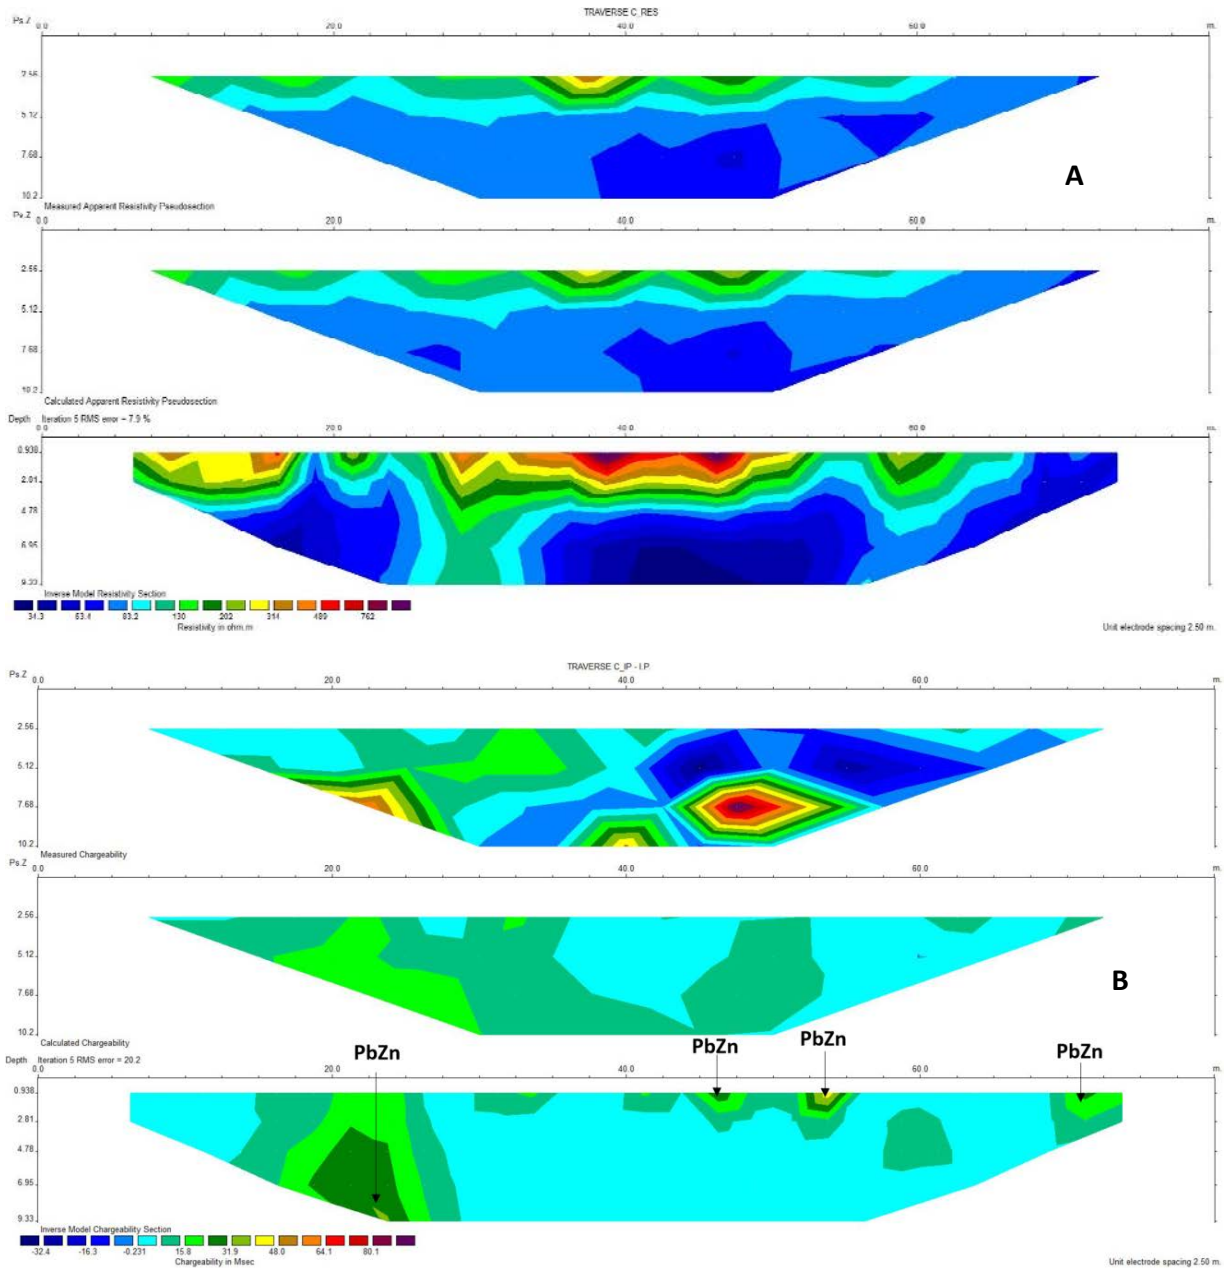 TRAVERSE C_RES
Ps.Z 0.0 20.0 40.0 60.0 m.
2.56
5.12
7.68
10.2
A
Measured Apparent Resistivity Pseudosection
Ps.Z 0.0 20.0 40.0 60.0 m.
2.56
5.12
7.68
10.2
Calculated Apparent Resistivity Pseudosection
Depth Iteration 5 RMS error = 7.9 %
0.0 20.0 40.0 60.0 m.
0.938
2.81
4.78
6.95
9.33
Inverse Model Resistivity Section
34.3 53.4 83.2 130 202 314 489 762
Resistivity in ohm.m
Unit electrode spacing 2.50 m.
TRAVERSE C_IP - I.P.
Ps.Z 0.0 20.0 40.0 60.0 m.
2.56
5.12
7.68
10.2
Measured Chargeability
Ps.Z 0.0 20.0 40.0 60.0 m.
2.56
5.12
7.68
10.2
B
Calculated Chargeability
PbZn PbZn PbZn PbZn
Depth Iteration 5 RMS error = 20.2
0.0 20.0 40.0 60.0 m.
0.938
2.81
4.78
6.95
9.33
Inverse Model Chargeability Section
-32.4 -16.3 -0.231 15.8 31.9 48.0 64.1 80.1
Chargeability in Msec
Unit electrode spacing 2.50 m.